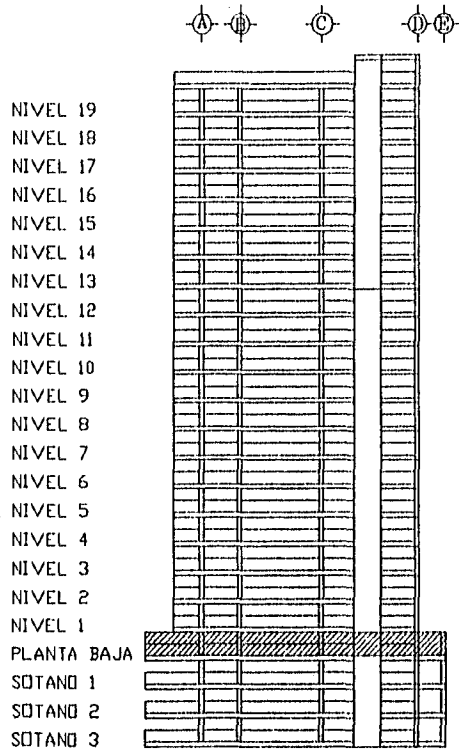 A B C D E
NIVEL 19
NIVEL 18
NIVEL 17
NIVEL 16
NIVEL 15
NIVEL 14
NIVEL 13
NIVEL 12
NIVEL 11
NIVEL 10
NIVEL 9
NIVEL 8
NIVEL 7
NIVEL 6
NIVEL 5
NIVEL 4
NIVEL 3
NIVEL 2
NIVEL 1
PLANTA BAJA
SOTANO 1
SOTANO 2
SOTANO 3